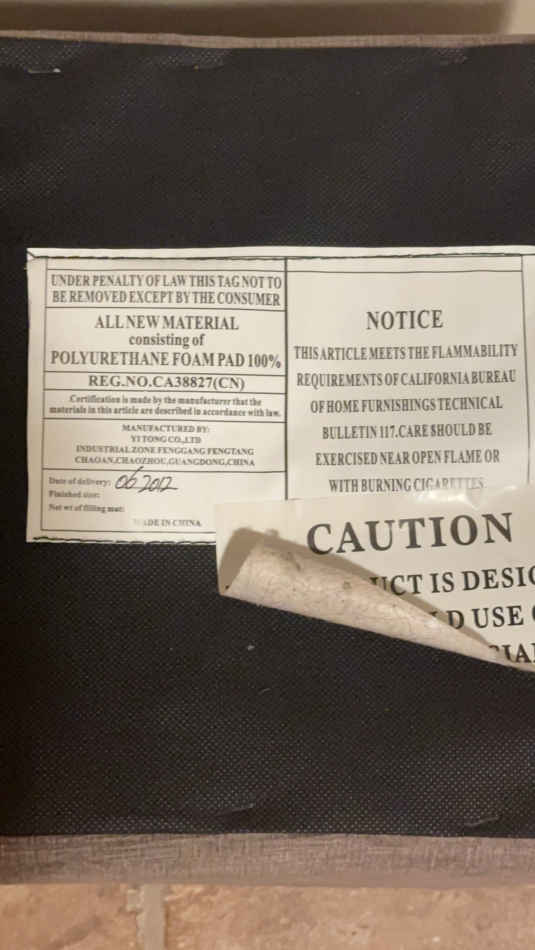 UNDER PENALTY OF LAW THIS TAG NOT TO
BE REMOVED EXCEPT BY THE CONSUMER
ALL NEW MATERIAL
consisting of
POLYURETHANE FOAM PAD 100%
REG.NO.CA38827(CN)
Certification is made by the manufacturer that the
materials in this article are described in accordance with law.
MANUFACTURED BY:
YI TONG CO.,LTD
INDUSTRIAL ZONE FENGGANG FENGTANG
CHAOAN,CHAOZHOU,GUANGDONG,CHINA
Date of delivery: 06 2012
Finished size:
Net wt of filling mat:
MADE IN CHINA
NOTICE
THIS ARTICLE MEETS THE FLAMMABILITY
REQUIREMENTS OF CALIFORNIA BUREAU
OF HOME FURNISHINGS TECHNICAL
BULLETIN 117.CARE SHOULD BE
EXERCISED NEAR OPEN FLAME OR
WITH BURNING CIGARETTES
CAUTION
UCT IS DESIG
LD USE
CIAL